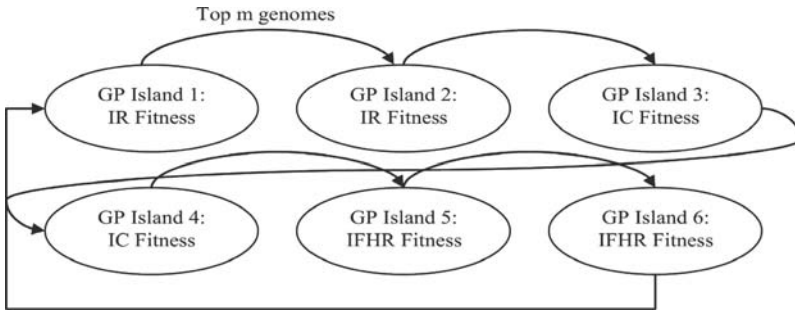 Top m genomes
GP Island 1:
IR Fitness
GP Island 2:
IR Fitness
GP Island 3:
IC Fitness
GP Island 4:
IC Fitness
GP Island 5:
IFHR Fitness
GP Island 6:
IFHR Fitness